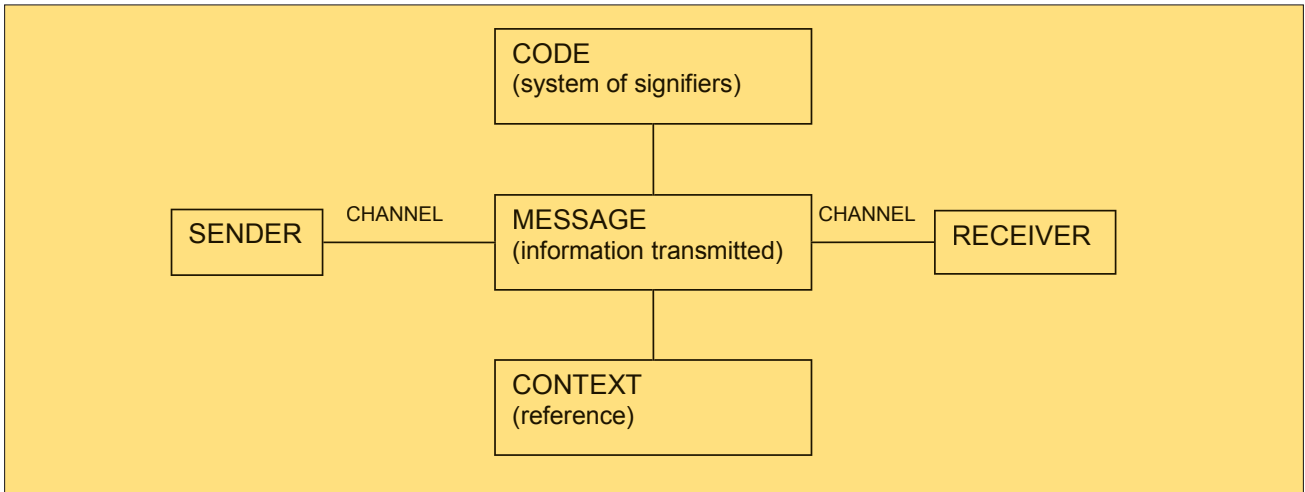 CODE
(system of signifiers)
SENDER
CHANNEL
MESSAGE
(information transmitted)
CHANNEL
RECEIVER
CONTEXT
(reference)